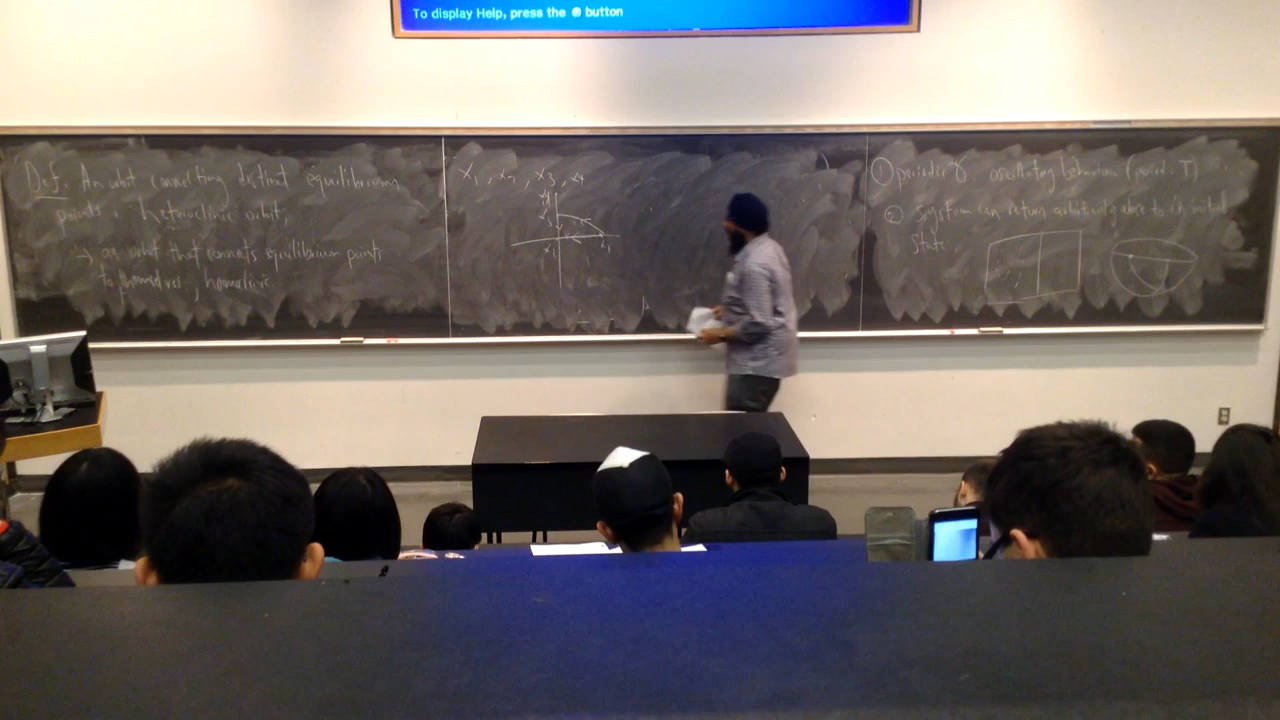 To display Help, press the button
Def. An orbit connecting distinct equilibrium
points : heteroclinic orbit,
→ an orbit that connects equilibrium points
to themselves, homoclinic
x1, x2, x3, x4
① periodic oscillating behaviour (period: T)
② system can return arbitrarily close to its initial
state